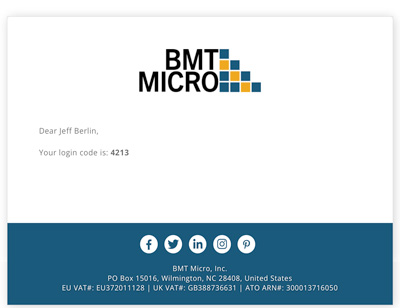 BMT
MICRO
Dear Jeff Berlin,
Your login code is: 4213
BMT Micro, Inc.
PO Box 15016, Wilmington, NC 28408, United States
EU VAT#: EU372011128 | UK VAT#: GB388736631 | ATO ARN#: 300013716050